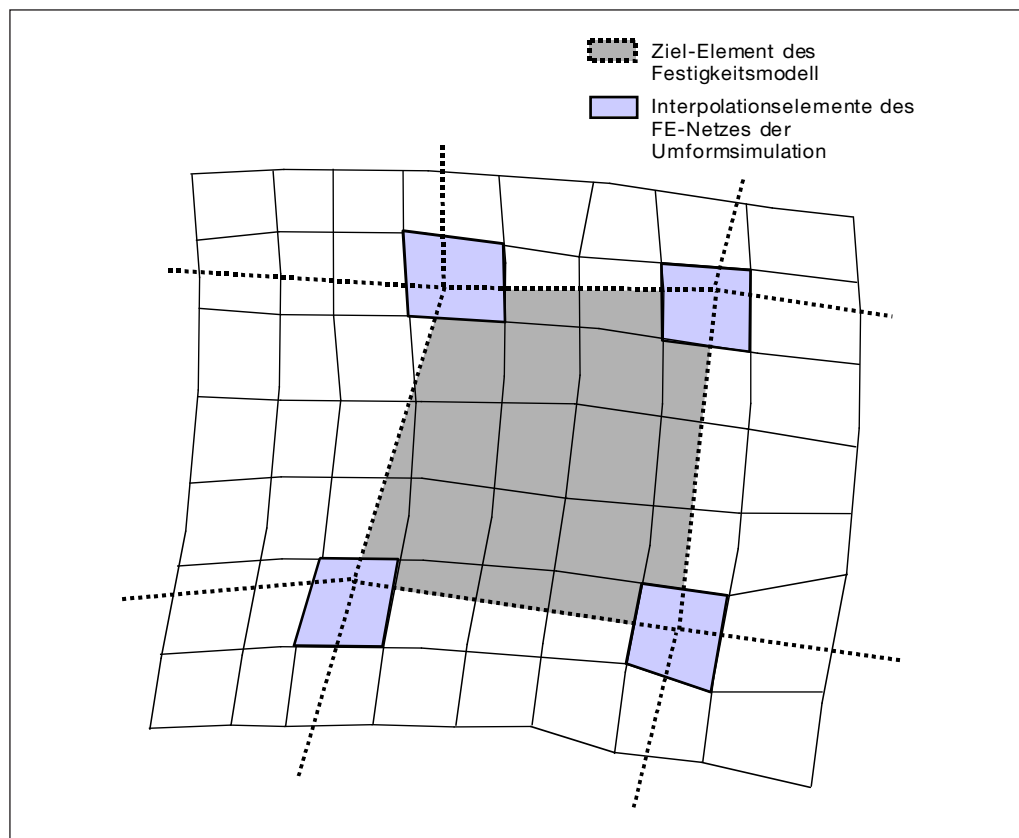 Ziel-Element des
Festigkeitsmodell
Interpolationselemente des
FE-Netzes der
Umformsimulation